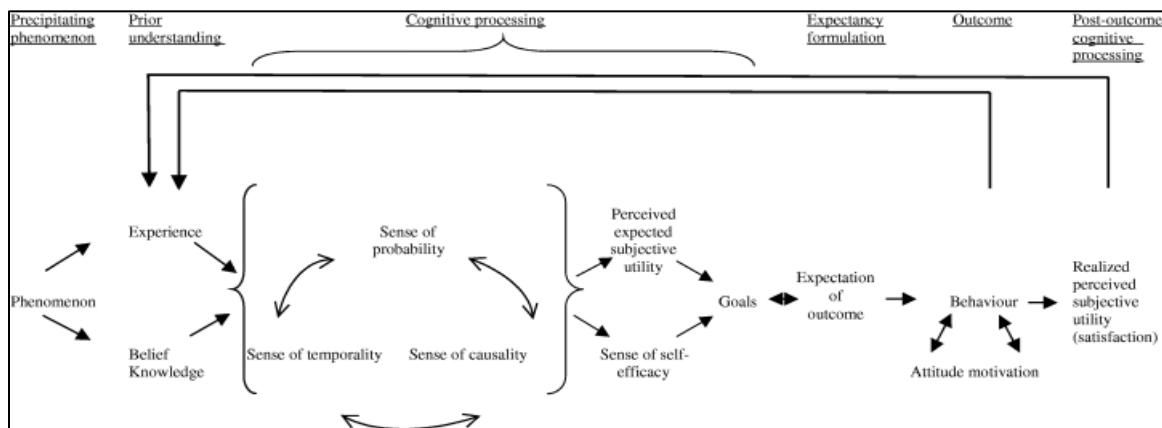 Precipitating
phenomenon
Prior
understanding
Cognitive processing
Expectancy
formulation
Outcome
Post-outcome
cognitive
processing
Phenomenon
Experience
Belief
Knowledge
Sense of
probability
Sense of temporality
Sense of causality
Perceived
expected
subjective
utility
Sense of self-
efficacy
Goals
Expectation
of
outcome
Behaviour
Attitude motivation
Realized
perceived
subjective
utility
(satisfaction)